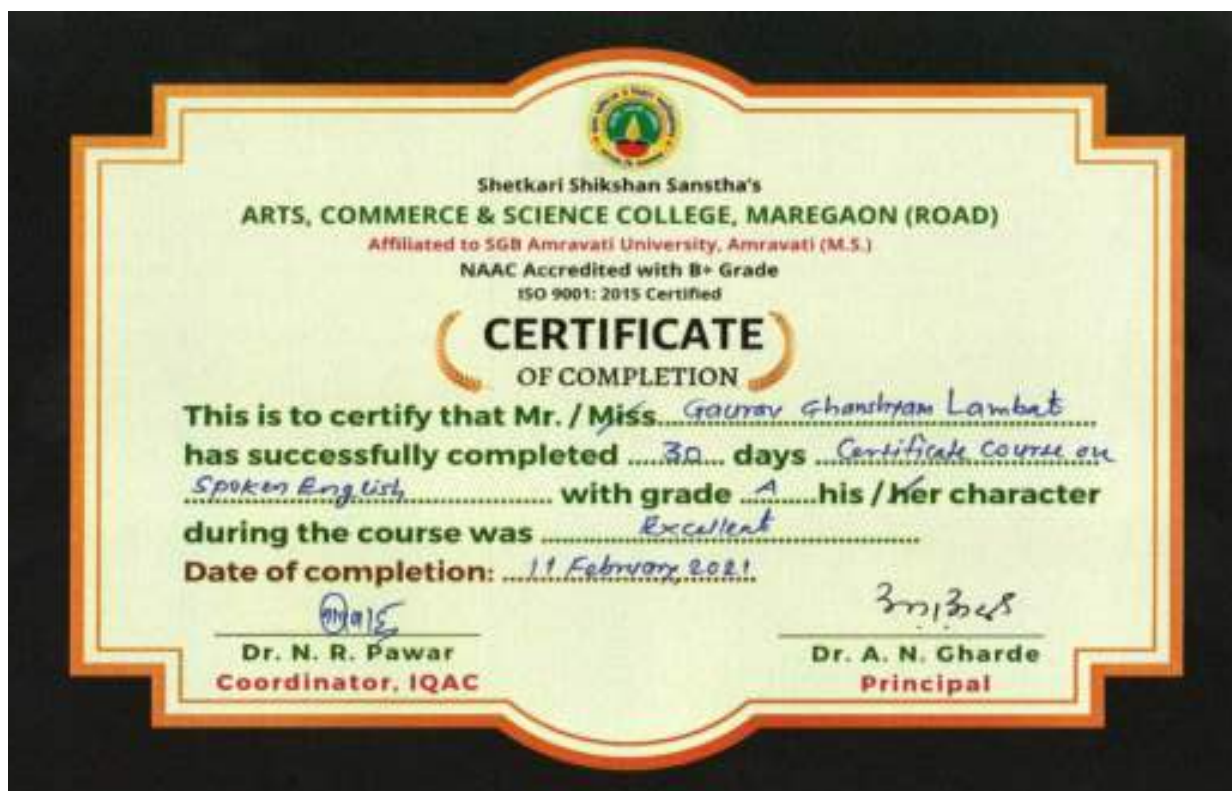 Shetkari Shikshan Sanstha's
ARTS, COMMERCE & SCIENCE COLLEGE, MAREGAON (ROAD)
Affiliated to SGB Amravati University, Amravati (M.S.)
NAAC Accredited with B+ Grade
ISO 9001: 2015 Certified
CERTIFICATE
OF COMPLETION
This is to certify that Mr. / Miss Gaurav Ghanshyam Lambat
has successfully completed 30 days Certificate Course on
Spoken English with grade A his / her character
during the course was Excellent
Date of completion: 11 February, 2021
Dr. N. R. Pawar
Dr. A. N. Gharde
Coordinator, IQAC
Principal